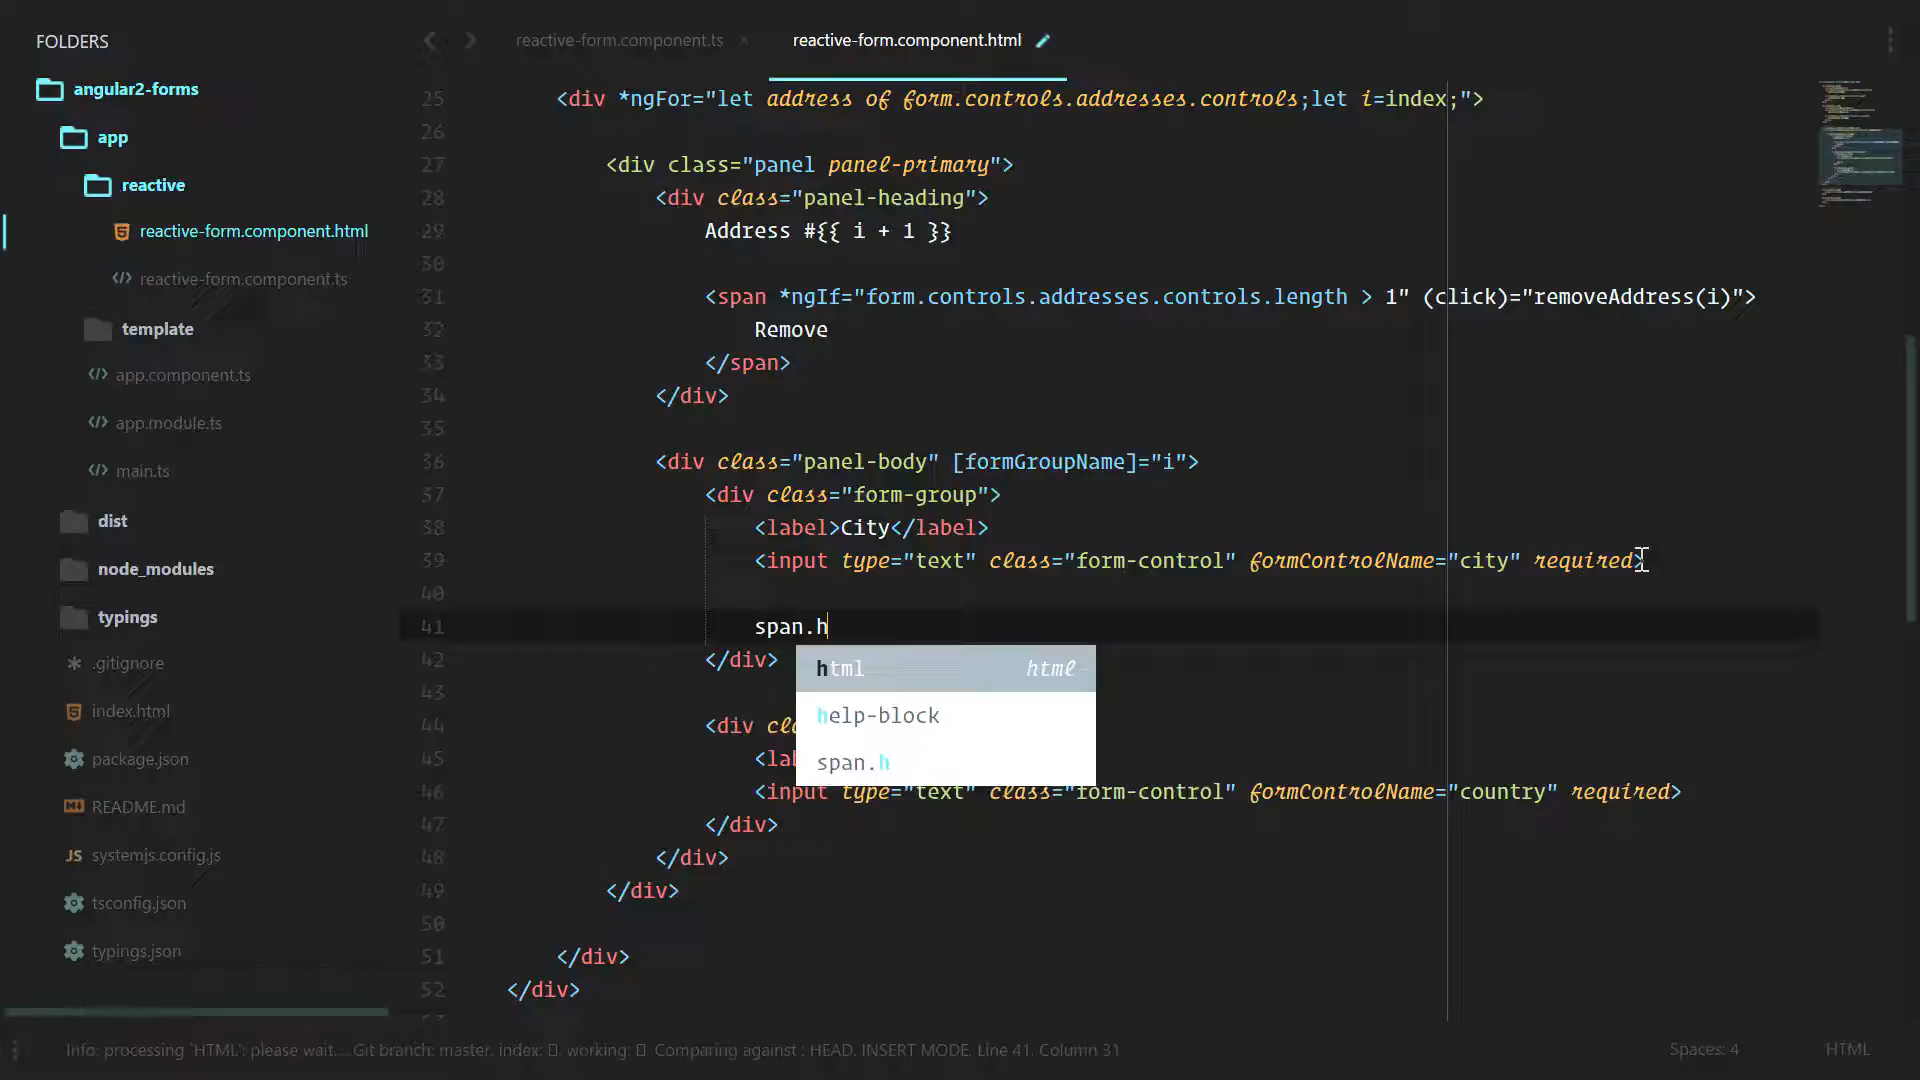 FOLDERS
angular2-forms
app
reactive
reactive-form.component.html
reactive-form.component.ts
template
app.component.ts
app.module.ts
main.ts
dist
node_modules
typings
.gitignore
index.html
package.json
README.md
JS systemjs.config.js
tsconfig.json
typings.json
reactive-form.component.ts ×
reactive-form.component.html
25 <div *ngFor="let address of form.controls.addresses.controls;let i=index;">
26
27 <div class="panel panel-primary">
28 <div class="panel-heading">
29 Address #{{ i + 1 }}
30
31 <span *ngIf="form.controls.addresses.controls.length > 1" (click)="removeAddress(i)">
32 Remove
33 </span>
34 </div>
35
36 <div class="panel-body" [formGroupName]="i">
37 <div class="form-group">
38 <label>City</label>
39 <input type="text" class="form-control" formControlName="city" required>
40
41 span.h
42 </div>
html html
help-block
span.h
43
44 <div cl
45 <la
46 <input type="text" class="form-control" formControlName="country" required>
47 </div>
48 </div>
49 </div>
50
51 </div>
52 </div>
Info: processing `HTML`: please wait... Git branch: master, index: working: Comparing against : HEAD, INSERT MODE, Line 41, Column 31
Spaces: 4
HTML